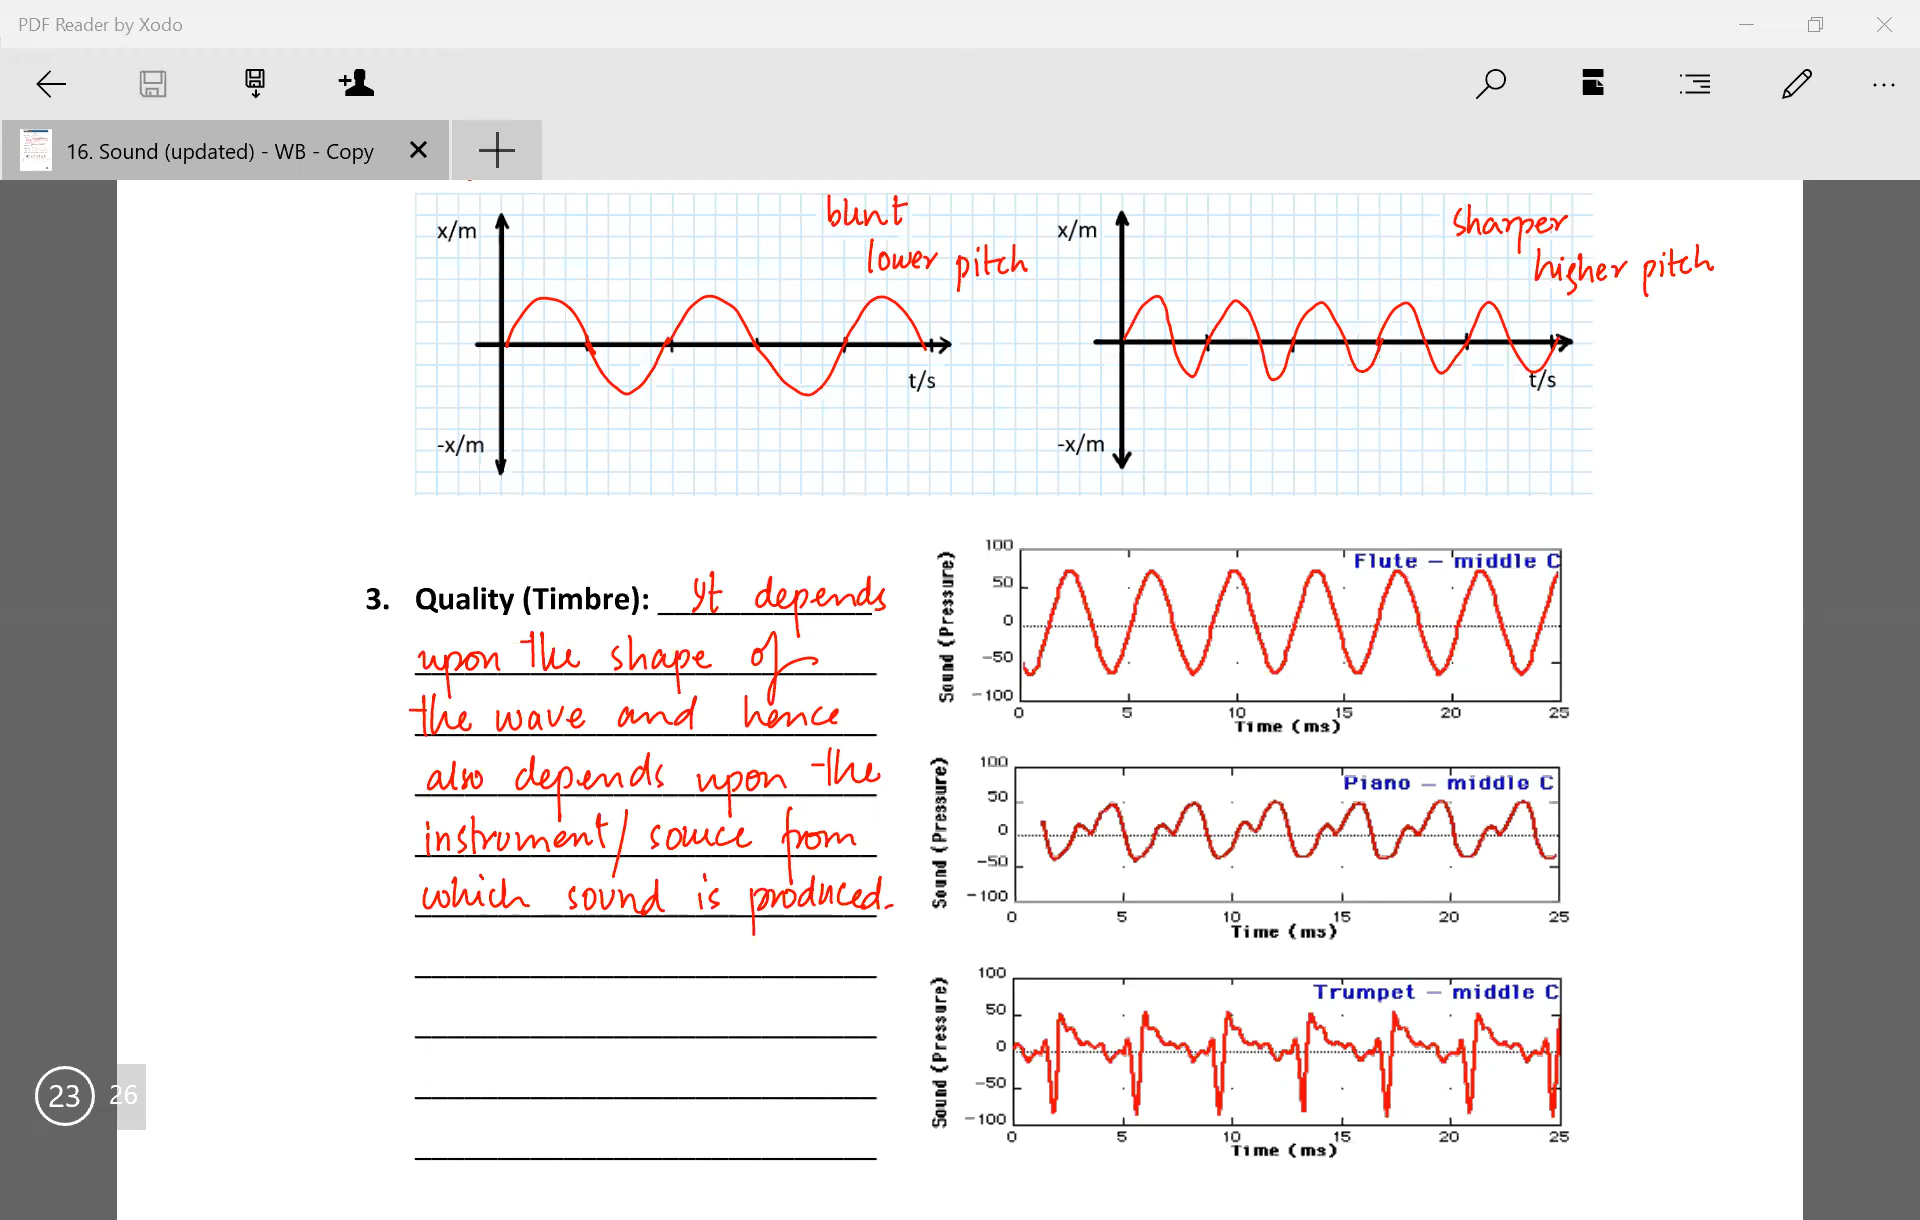 PDF Reader by Xodo
16. Sound (updated) - WB - Copy
x/m
blunt
lower pitch
t/s
-x/m
x/m
sharper
higher pitch
t/s
-x/m
3. Quality (Timbre): It depends
upon the shape of
the wave and hence
also depends upon the
instrument/source from
which sound is produced.
Flute – middle C
Sound (Pressure)
100
50
0
-50
-100
0 5 10 15 20 25
Time (ms)
Piano – middle C
Sound (Pressure)
100
50
0
-50
-100
0 5 10 15 20 25
Time (ms)
Trumpet – middle C
Sound (Pressure)
100
50
0
-50
-100
0 5 10 15 20 25
Time (ms)
23 26